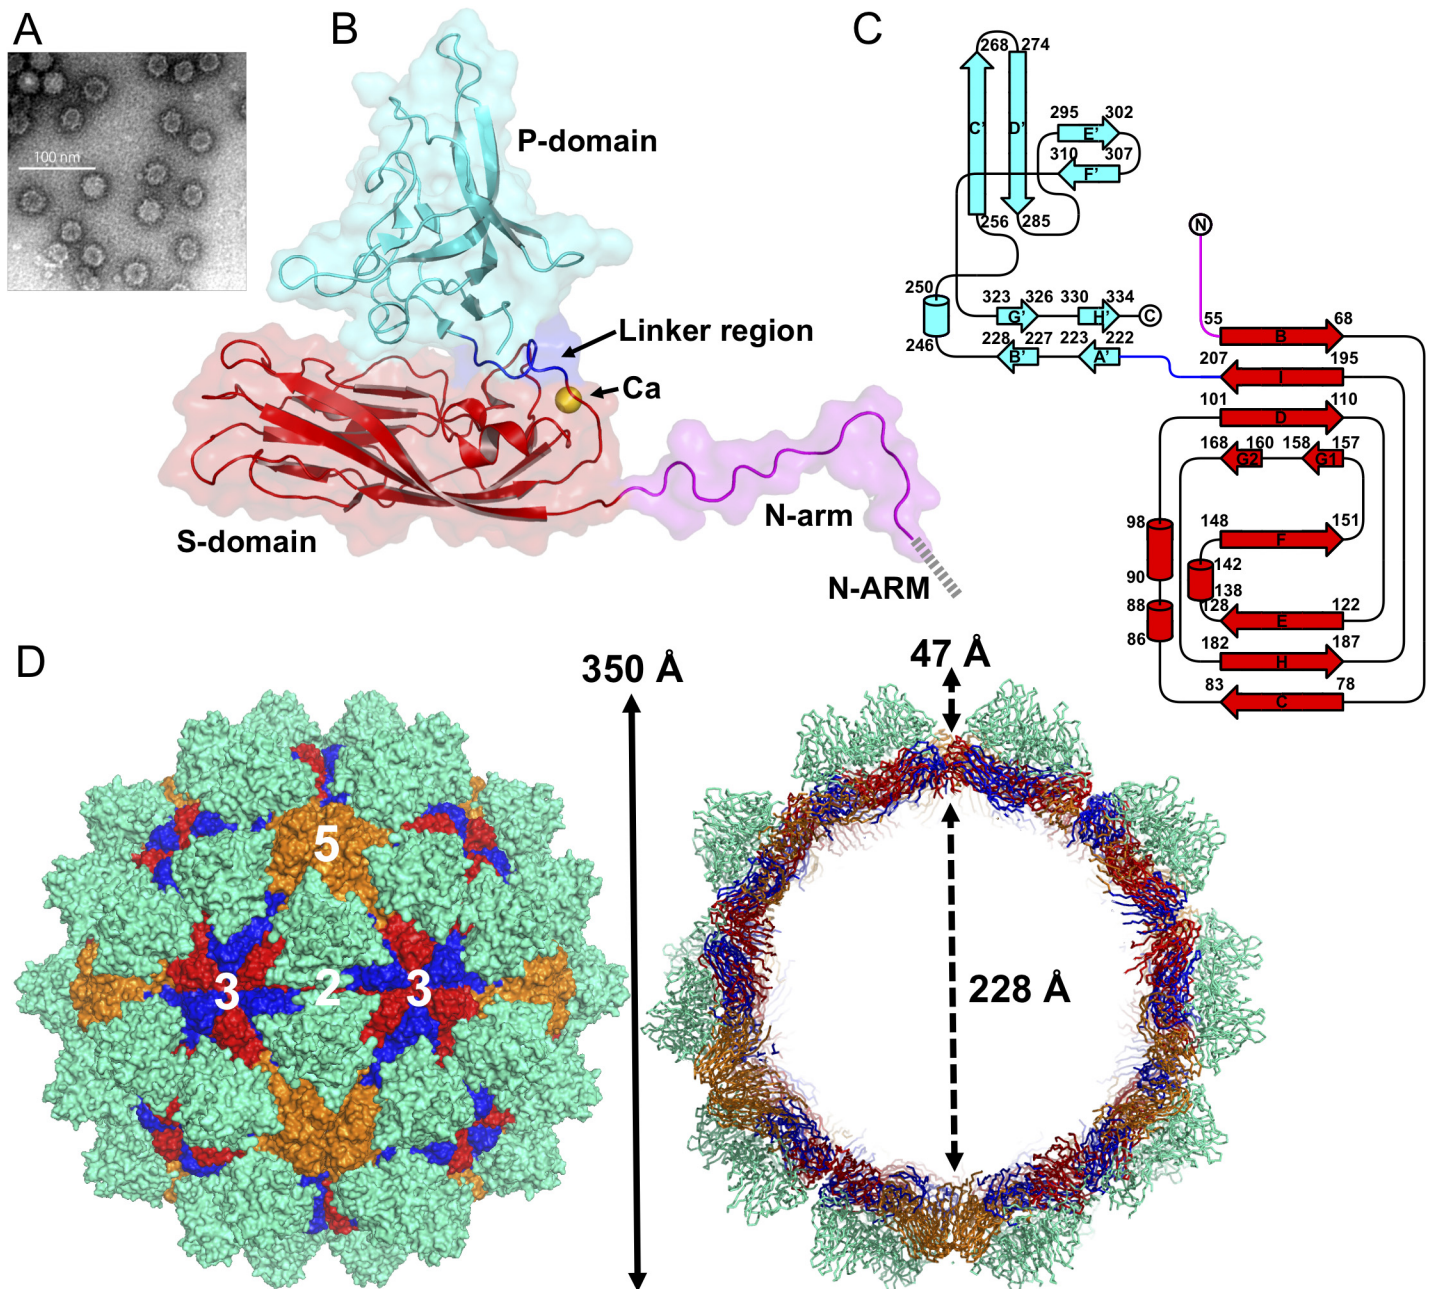 A
100 nm
B
P-domain
Linker region
Ca
S-domain
N-arm
N-ARM
C
268 274
C' D'
295 302
E'
310 307
F'
256 285
250
246
323 326 330 334
G' H' C
228 227 223 222
B' A'
N
55 68
B
207 195
I
101 110
D
168 160 158 157
G2 G1
98
90
148 151
F
142
138
88
86
128 122
E
182 187
H
83 78
C
D
5
3 2 3
350 Å
47 Å
228 Å